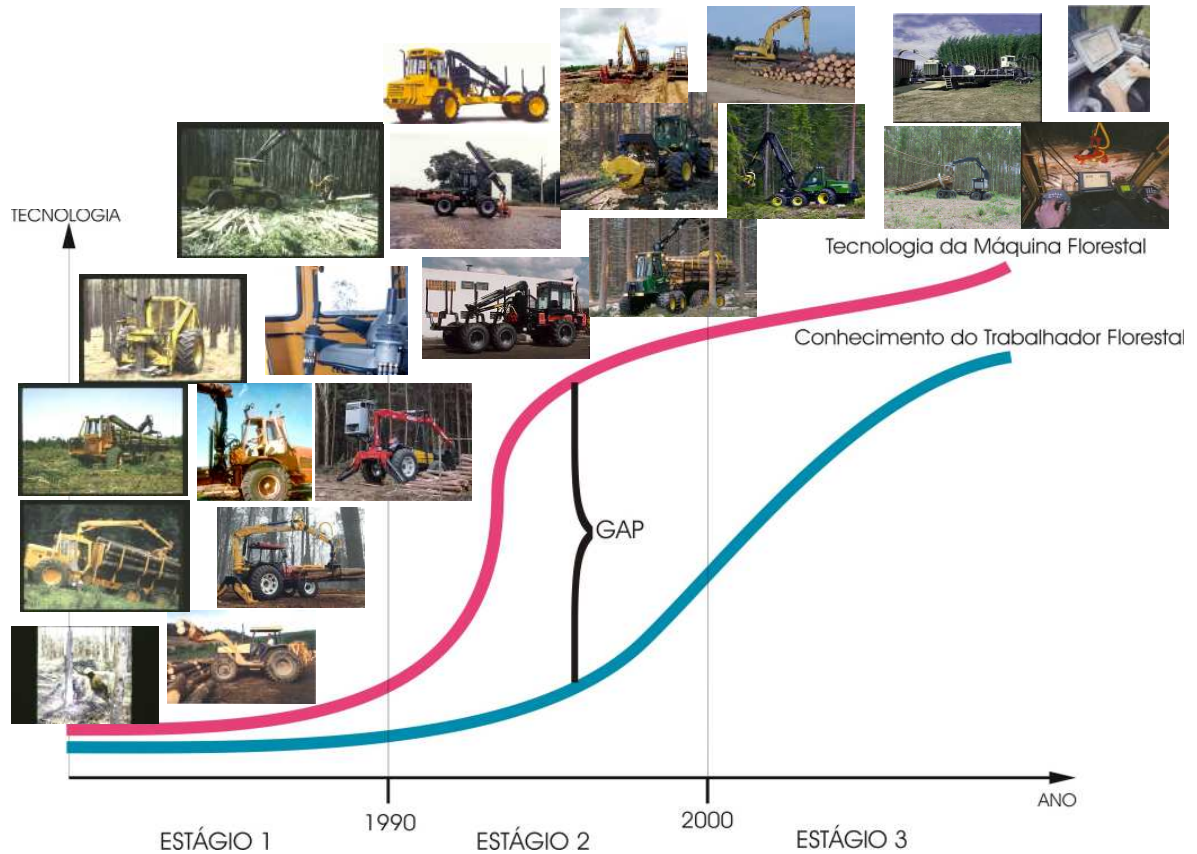 TECNOLOGIA
Tecnologia da Máquina Florestal
Conhecimento do Trabalhador Florestal
GAP
ANO
1990
2000
ESTÁGIO 1
ESTÁGIO 2
ESTÁGIO 3